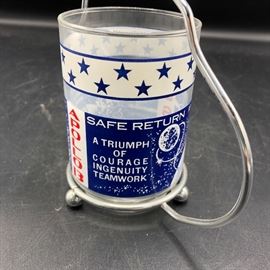 APOLLO
SAFE RETURN
A TRIUMPH
OF
COURAGE
INGENUITY
TEAMWORK